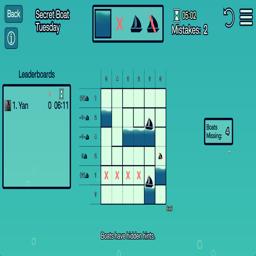 Back
Secret Boat
Tuesday
05:02
Mistakes: 2
Leaderboards
1. Yan 0 06:11
Boats
Missing: 4
Boats have hidden hints.